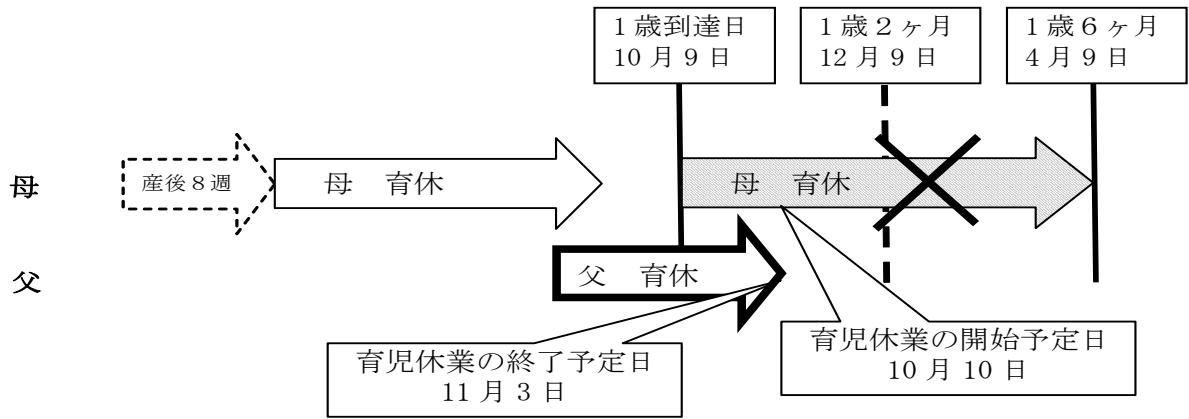 1歳到達日
10月9日
1歳2ヶ月
12月9日
1歳6ヶ月
4月9日
母
産後8週
母 育休
母 育休
父
父 育休
育児休業の終了予定日
11月3日
育児休業の開始予定日
10月10日